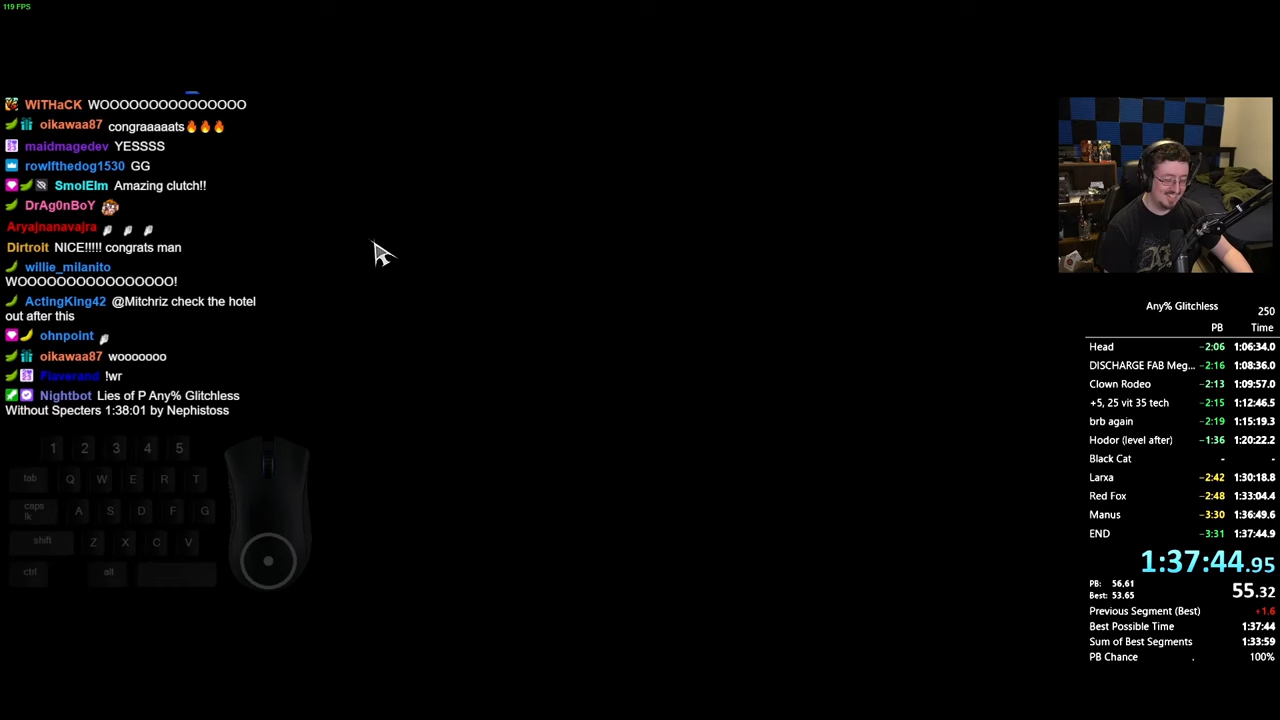 119 FPS
WITHaCK WOOOOOOOOOOOOOOO
oikawaa87 congraaaaats🔥🔥🔥
maidmagedev YESSSS
rowlfthedog1530 GG
SmolElm Amazing clutch!!
DrAg0nBoY
Aryajnanavajra
Dirtrolt NICE!!!!! congrats man
willie_milanito
WOOOOOOOOOOOOOOOO!
ActingKing42 @Mitchriz check the hotel
out after this
ohnpoint
oikawaa87 wooooooo
!wr
Nightbot Lies of P Any% Glitchless
Without Specters 1:38:01 by Nephistoss
1 2 3 4 5
tab Q W E R T
caps
lk A S D F G
shift Z X C V
ctrl alt
Any% Glitchless 250
PB Time
Head −2:06 1:06:34.0
DISCHARGE FAB Meg... −2:16 1:08:36.0
Clown Rodeo −2:13 1:09:57.0
+5, 25 vit 35 tech −2:15 1:12:46.5
brb again −2:19 1:15:19.3
Hodor (level after) −1:36 1:20:22.2
Black Cat - -
Larxa −2:42 1:30:18.8
Red Fox −2:48 1:33:04.4
Manus −3:30 1:36:49.6
END −3:31 1:37:44.9
1:37:44.95
PB: 56.61
Best: 53.65
55.32
Previous Segment (Best) +1.6
Best Possible Time 1:37:44
Sum of Best Segments 1:33:59
PB Chance . 100%